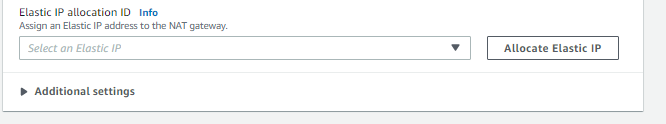 Elastic IP allocation ID Info
Assign an Elastic IP address to the NAT gateway.
Select an Elastic IP
Allocate Elastic IP
Additional settings